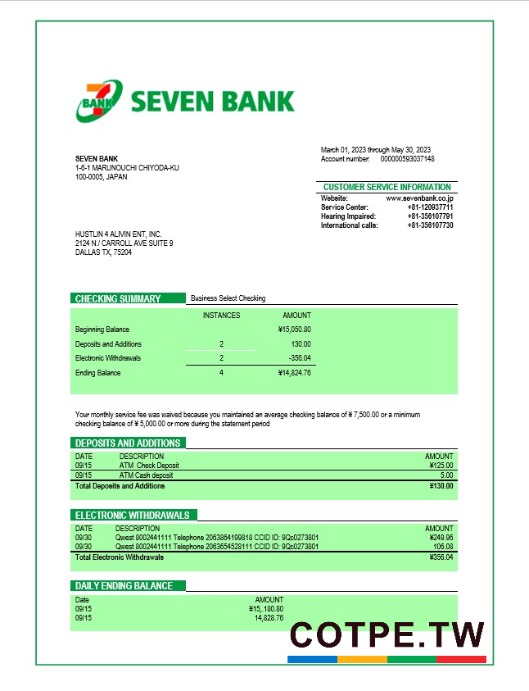 7
BANK
SEVEN BANK
March 01, 2023 through May 30, 2023
Account number: 000000593037148
SEVEN BANK
1-6-1 MARUNOUCHI CHIYODA-KU
100-0005, JAPAN
CUSTOMER SERVICE INFORMATION
Website: www.sevenbank.co.jp
Service Center: +81-120937711
Hearing Impaired: +81-356107791
International calls: +81-356107730
HUSTLIN 4 ALIVIN ENT, INC.
2124 N./ CARROLL AVE SUITE 9
DALLAS TX, 75204
CHECKING SUMMARY Business Select Checking
INSTANCES AMOUNT
Beginning Balance ¥15,050.80
Deposits and Additions 2 130.00
Electronic Withdrawals 2 -356.04
Ending Balance 4 ¥14,824.76
Your monthly service fee was waived because you maintained an average checking balance of ¥ 7,500.00 or a minimum
checking balance of ¥ 5,000.00 or more during the statement period
DEPOSITS AND ADDITIONS
DATE DESCRIPTION AMOUNT
09/15 ATM Check Deposit ¥125.00
09/15 ATM Cash deposit 5.00
Total Deposits and Additions ¥130.00
ELECTRONIC WITHDRAWALS
DATE DESCRIPTION AMOUNT
09/30 Qwest 8002441111 Telephone 2063864199818 CCID ID: 9Qc0273801 ¥249.96
09/30 Qwest 8002441111 Telephone 2063654528111 CCID ID: 9Qc0273801 106.08
Total Electronic Withdrawals ¥356.04
DAILY ENDING BALANCE
Date AMOUNT
09/15 ¥15,.180.80
09/15 14,828.76
COTPE.TW